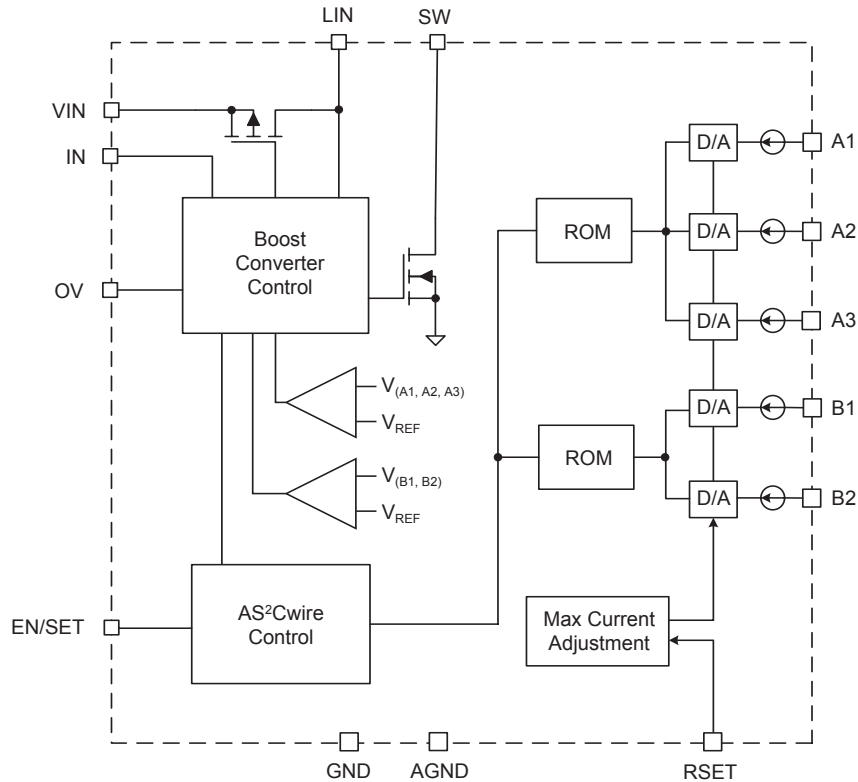 LIN
SW
VIN
IN
OV
Boost
Converter
Control
ROM
D/A
A1
D/A
A2
D/A
A3
V(A1, A2, A3)
VREF
V(B1, B2)
VREF
ROM
D/A
B1
D/A
B2
EN/SET
AS²Cwire
Control
Max Current
Adjustment
GND
AGND
RSET